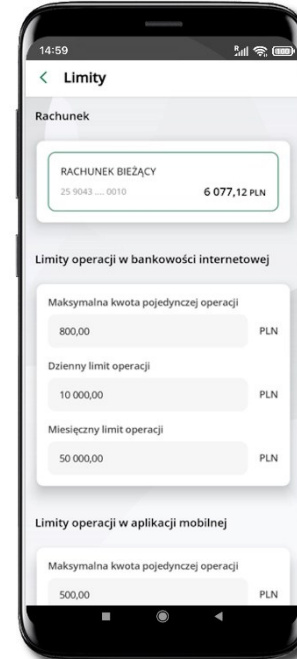 14:59
Limity
Rachunek
RACHUNEK BIEŻĄCY
25 9043 .... 0010
6 077,12 PLN
Limity operacji w bankowości internetowej
Maksymalna kwota pojedynczej operacji
800,00 PLN
Dzienny limit operacji
10 000,00 PLN
Miesięczny limit operacji
50 000,00 PLN
Limity operacji w aplikacji mobilnej
Maksymalna kwota pojedynczej operacji
500,00 PLN